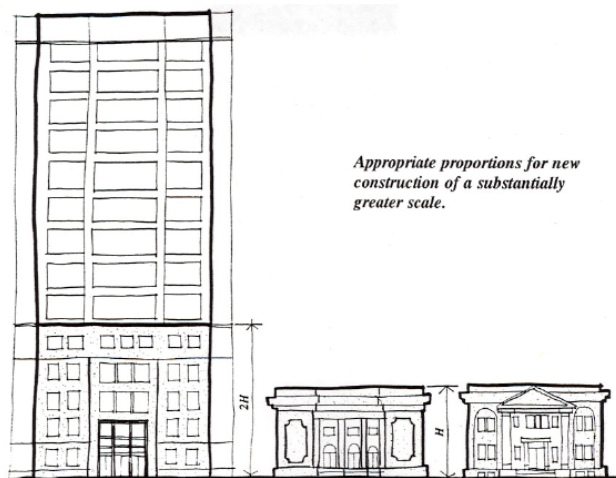 Appropriate proportions for new
construction of a substantially
greater scale.
2H
H